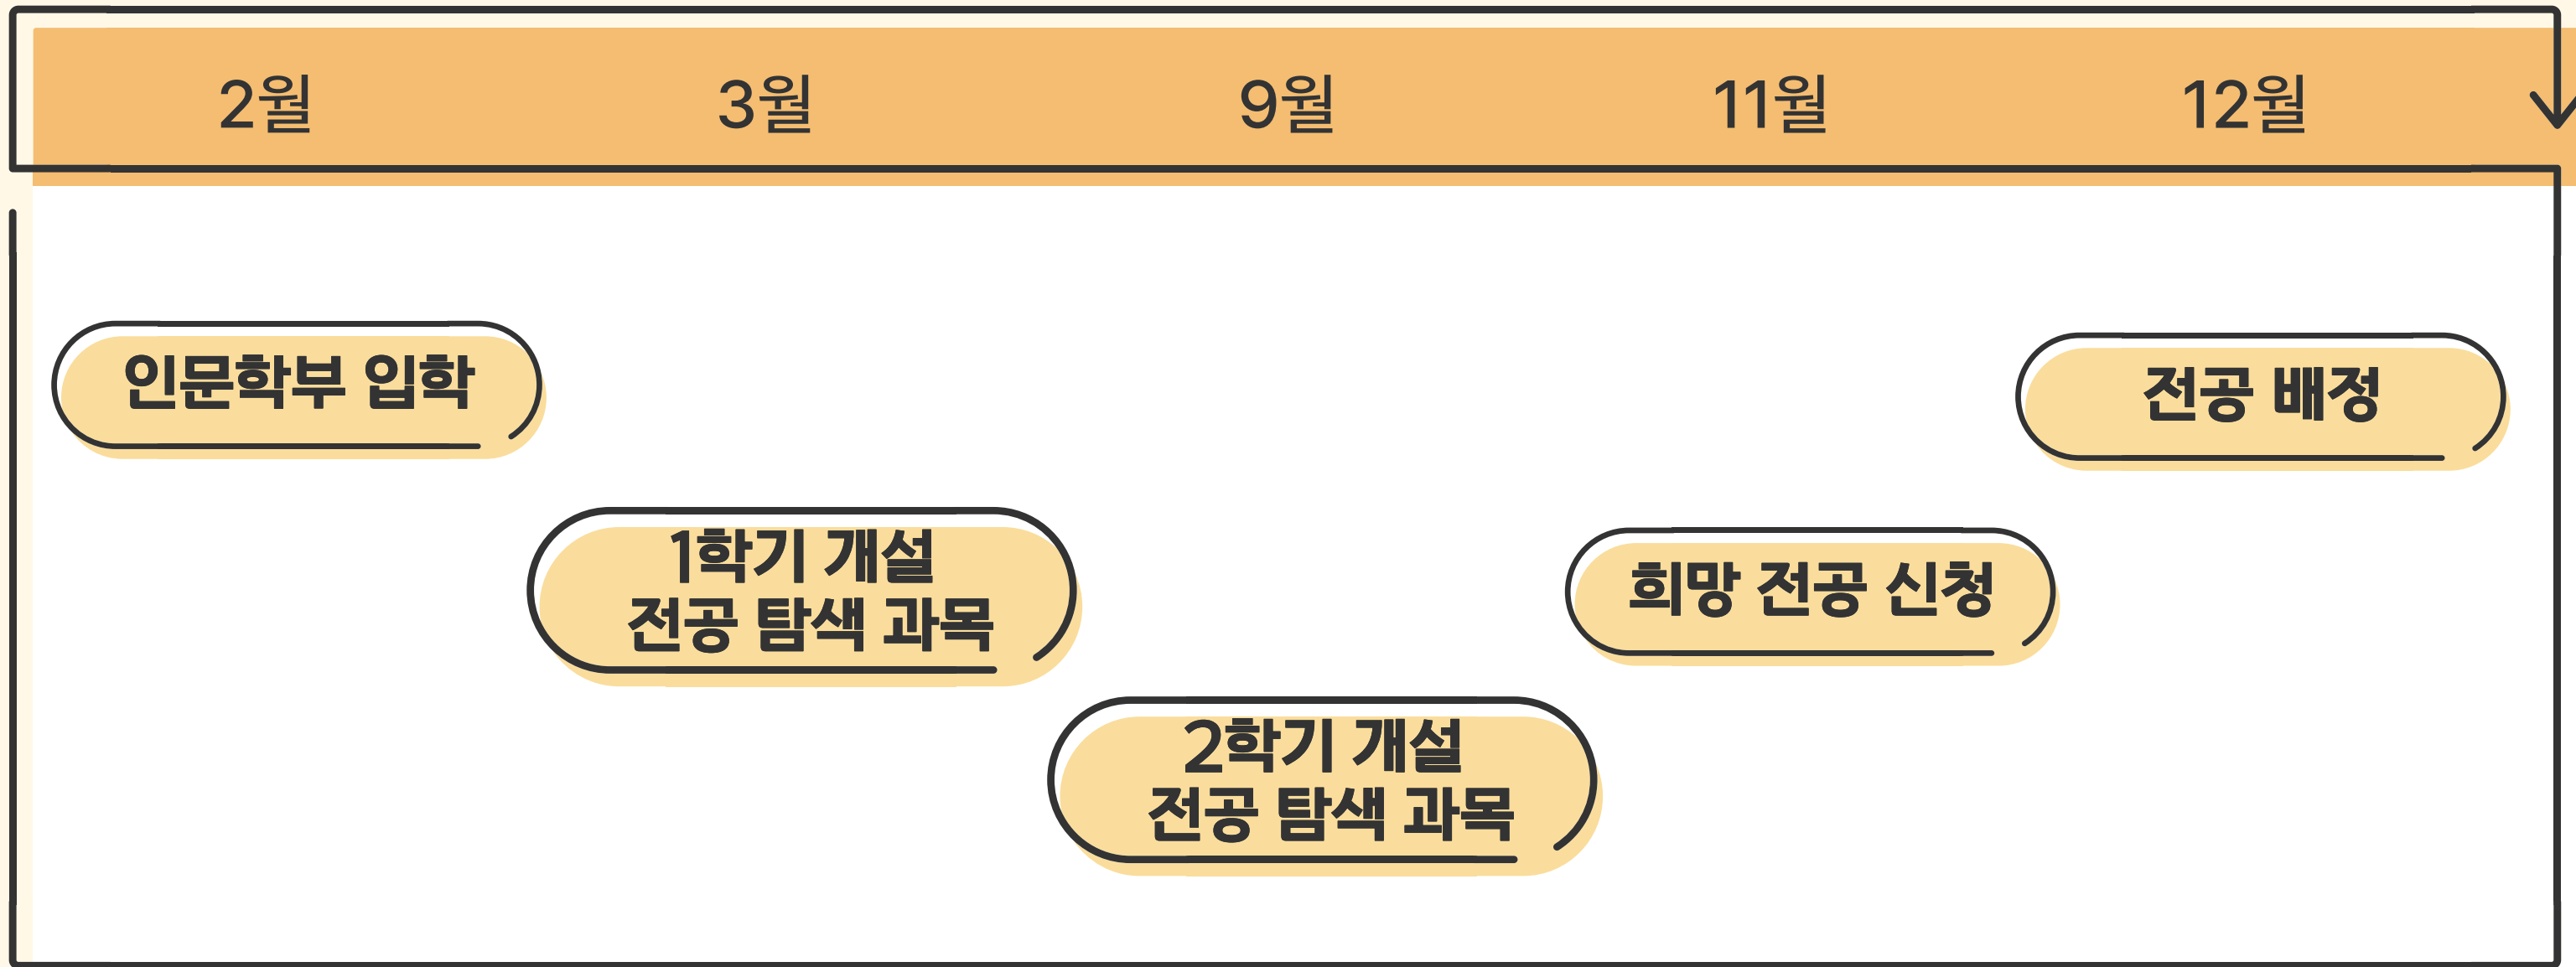 2월
3월
9월
11월
12월
인문학부 입학
전공 배정
1학기 개설
전공 탐색 과목
희망 전공 신청
2학기 개설
전공 탐색 과목